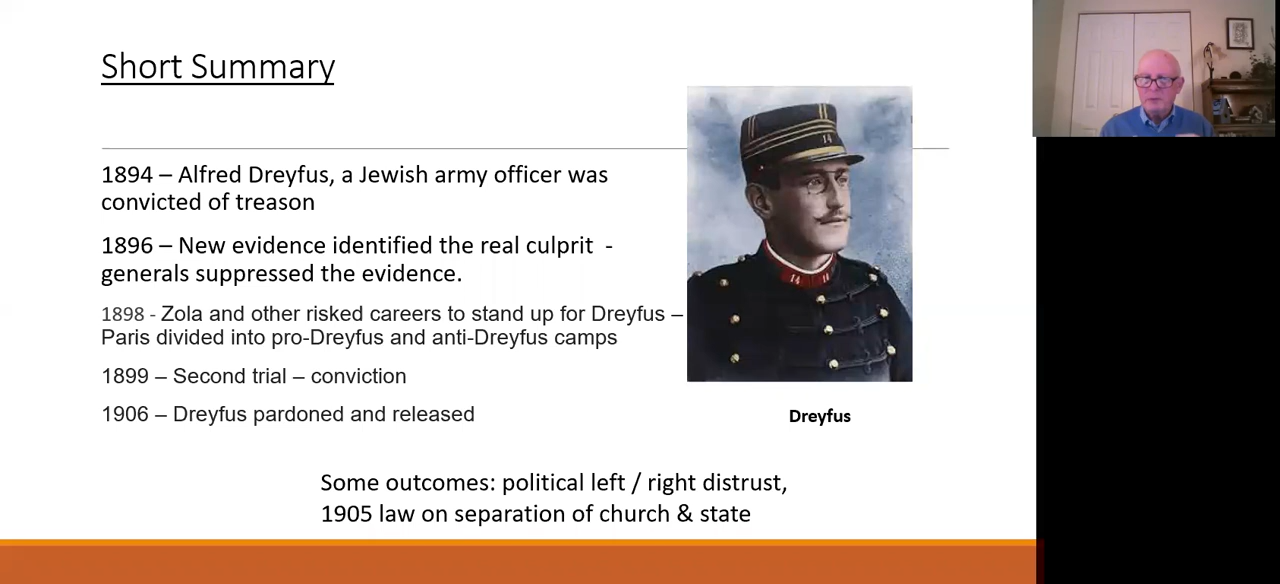 Short Summary
1894 – Alfred Dreyfus, a Jewish army officer was
convicted of treason
1896 – New evidence identified the real culprit  -
generals suppressed the evidence.
1898 - Zola and other risked careers to stand up for Dreyfus –
Paris divided into pro-Dreyfus and anti-Dreyfus camps
1899 – Second trial – conviction
1906 – Dreyfus pardoned and released
14
14
Dreyfus
Some outcomes: political left / right distrust,
1905 law on separation of church & state